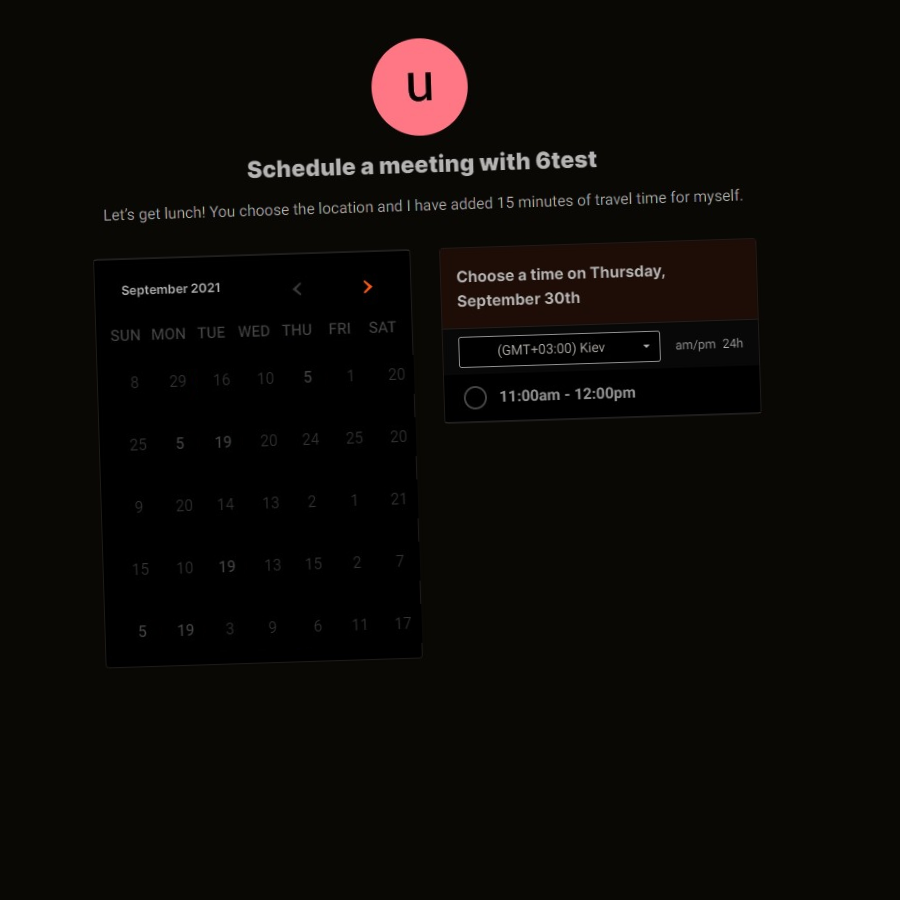 u
Schedule a meeting with 6test
Let's get lunch! You choose the location and I have added 15 minutes of travel time for myself.
September 2021
SUN MON TUE WED THU FRI SAT
8 29 16 10 5 1 20
25 5 19 20 24 25 20
9 20 14 13 2 1 21
15 10 19 13 15 2 7
5 19 3 9 6 11 17
Choose a time on Thursday,
September 30th
(GMT+03:00) Kiev am/pm 24h
11:00am - 12:00pm